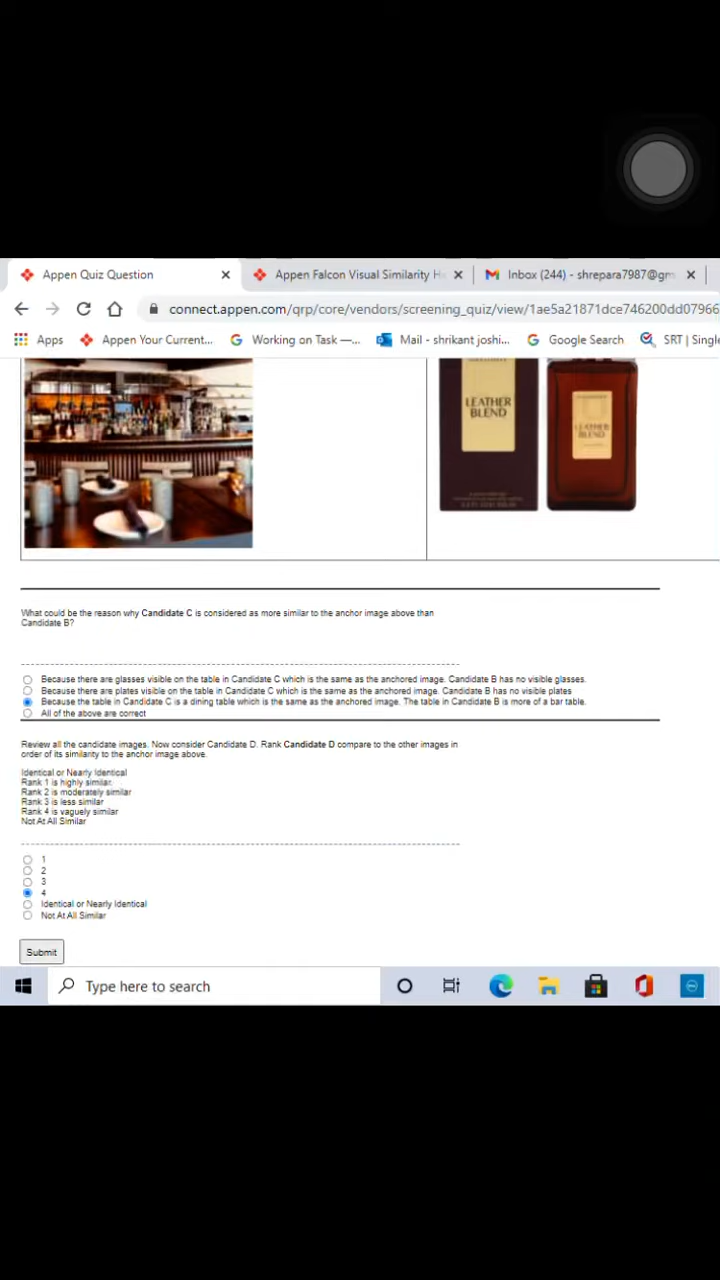 Appen Quiz Question
Appen Falcon Visual Similarity H
Inbox (244) - shrepara7987@gm
connect.appen.com/qrp/core/vendors/screening_quiz/view/1ae5a21871dce746200dd07966
Apps
Appen Your Current...
Working on Task —...
Mail - shrikant joshi...
Google Search
SRT | Single
LEATHER
BLEND
LEATHER
BLEND
What could be the reason why Candidate C is considered as more similar to the anchor image above than
Candidate B?
Because there are glasses visible on the table in Candidate C which is the same as the anchored image. Candidate B has no visible glasses.
Because there are plates visible on the table in Candidate C which is the same as the anchored image. Candidate B has no visible plates
Because the table in Candidate C is a dining table which is the same as the anchored image. The table in Candidate B is more of a bar table.
All of the above are correct
Review all the candidate images. Now consider Candidate D. Rank Candidate D compare to the other images in
order of its similarity to the anchor image above.
Identical or Nearly Identical
Rank 1 is highly similar.
Rank 2 is moderately similar
Rank 3 is less similar
Rank 4 is vaguely similar
Not At All Similar
1
2
3
4
Identical or Nearly Identical
Not At All Similar
Submit
Type here to search